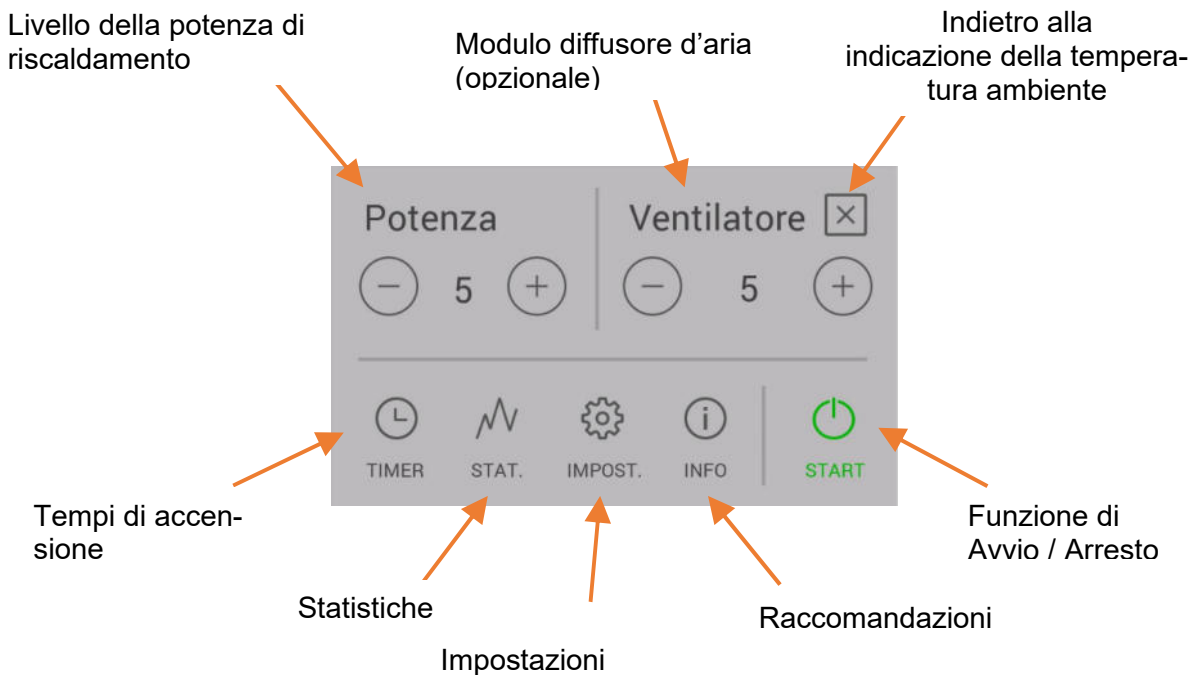 Livello della potenza di
riscaldamento
Modulo diffusore d’aria
(opzionale)
Indietro alla
indicazione della tempera-
tura ambiente
Potenza
Ventilatore
5
5
TIMER
STAT.
IMPOST.
INFO
START
Tempi di accen-
sione
Statistiche
Impostazioni
Raccomandazioni
Funzione di
Avvio / Arresto